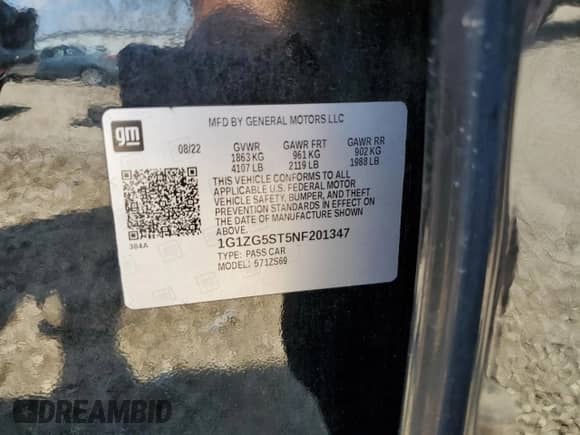 MFD BY GENERAL MOTORS LLC
gm
08/22 GVWR GAWR FRT GAWR RR
1863 KG 961 KG 902 KG
4107 LB 2119 LB 1988 LB
THIS VEHICLE CONFORMS TO ALL
APPLICABLE U.S. FEDERAL MOTOR
VEHICLE SAFETY, BUMPER, AND THEFT
PREVENTION STANDARDS IN EFFECT ON
THE DATE OF MANUFACTURE SHOWN
ABOVE.
384A
1G1ZG5ST5NF201347
TYPE: PASS CAR
MODEL: 571ZS69
DREAMBID